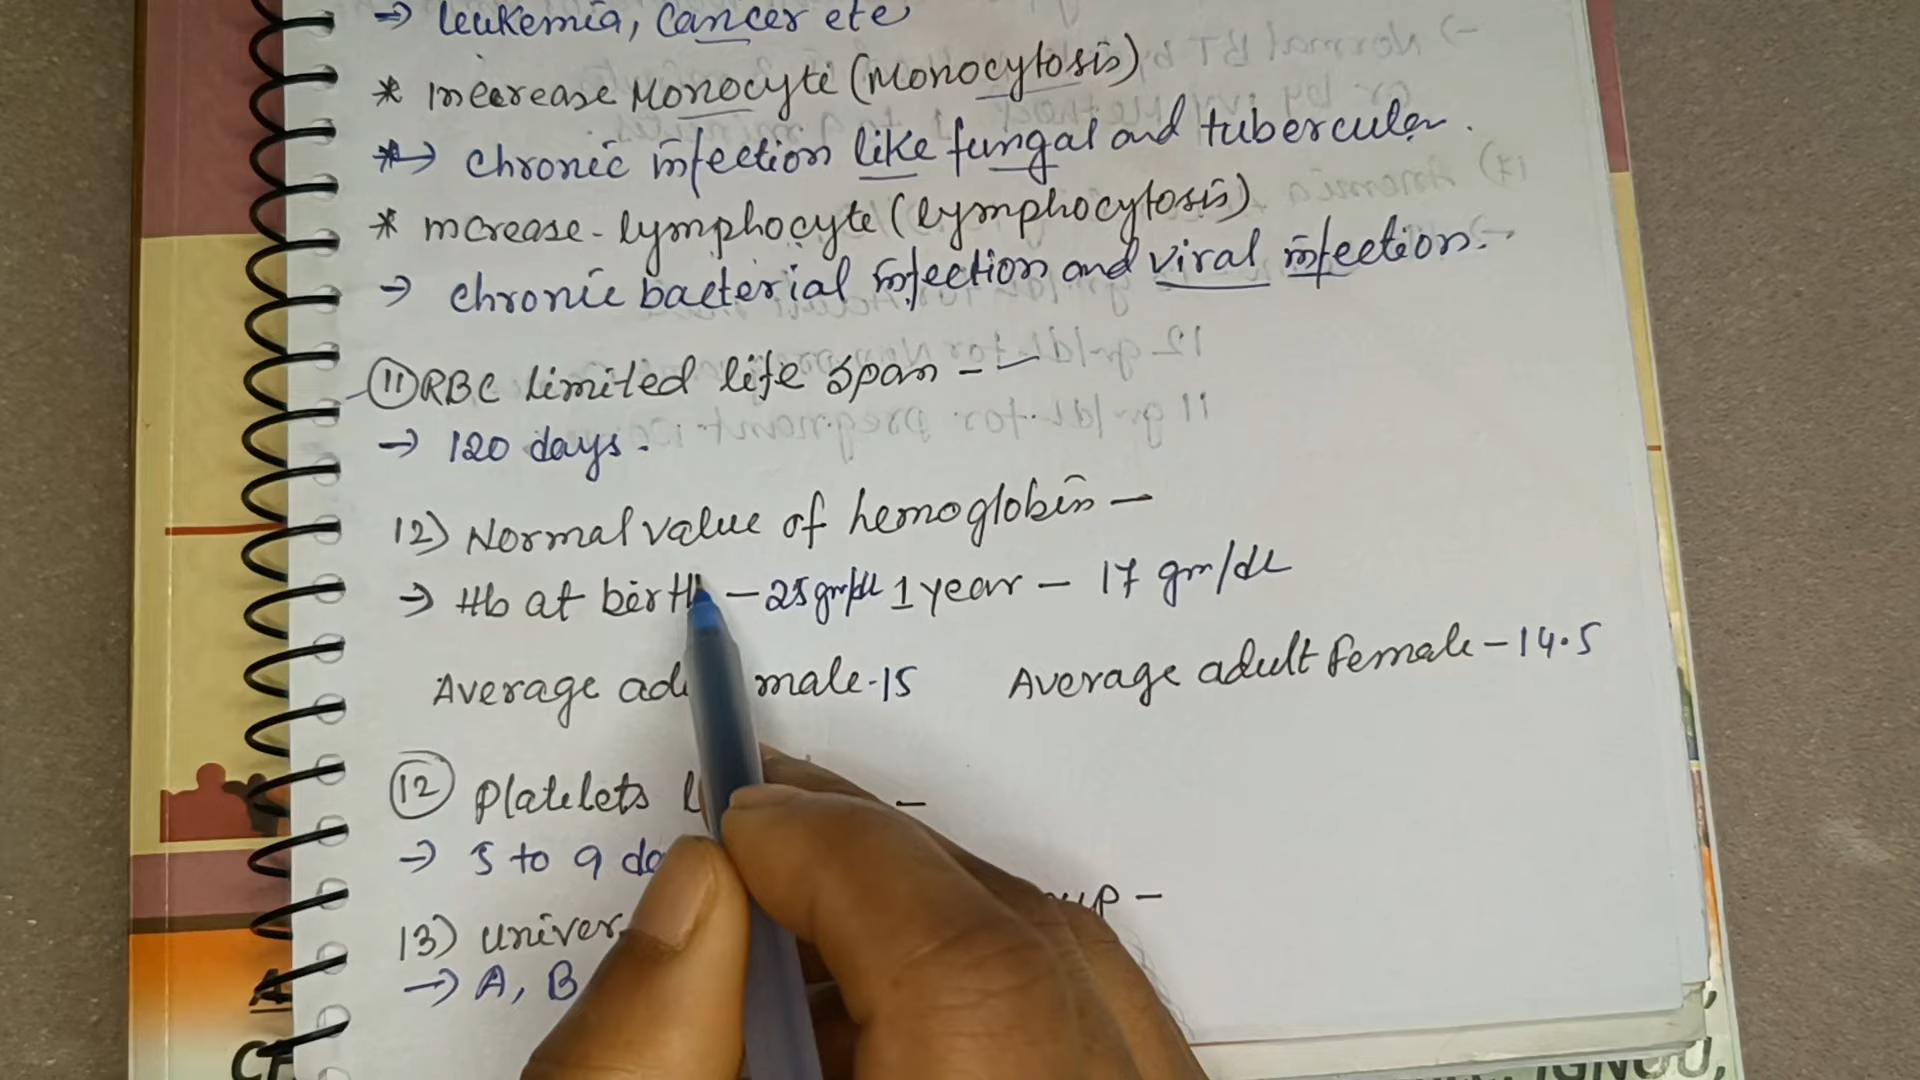 → leukemia, Cancer etc
* Increase Monocyte (Monocytosis)
*→ chronic infection like fungal and tubercular.
* Increase - lymphocyte (lymphocytosis)
→ chronic bacterial infection and viral infection.
11 RBC limited life span - -
→ 120 days.
12) Normal value of hemoglobin -
→ Hb at birth - 25 gm/dl 1 year - 17 gm/dl
Average male - 15 Average adult female - 14.5
12 platelets -
→ 5 to 9
13)
→ A, B